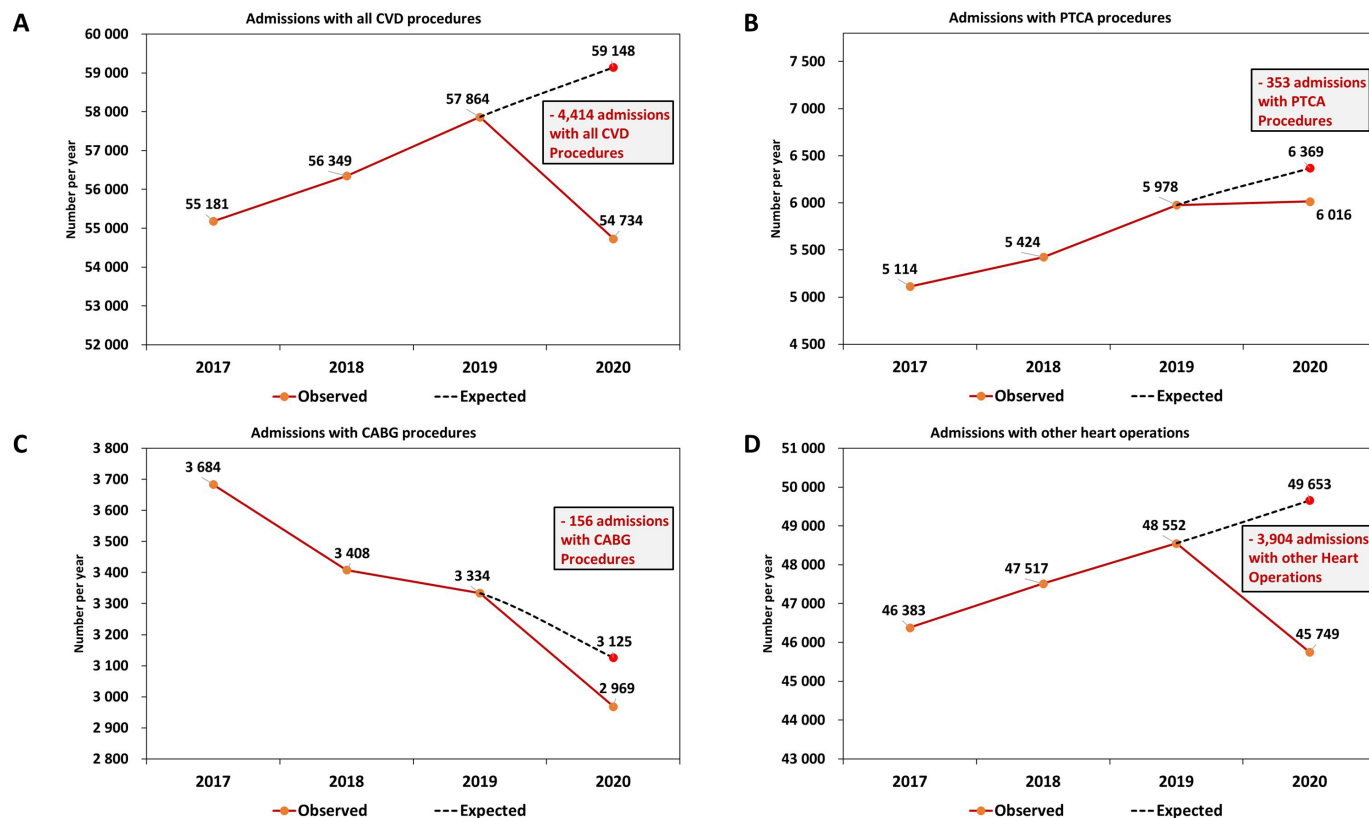 A
Admissions with all CVD procedures
Number per year
60 000
59 000
58 000
57 000
56 000
55 000
54 000
53 000
52 000
55 181
56 349
57 864
59 148
54 734
- 4,414 admissions
with all CVD
Procedures
2017
2018
2019
2020
Observed
Expected
B
Admissions with PTCA procedures
Number per year
7 500
7 000
6 500
6 000
5 500
5 000
4 500
5 114
5 424
5 978
6 369
6 016
- 353 admissions
with PTCA
Procedures
2017
2018
2019
2020
Observed
Expected
C
Admissions with CABG procedures
Number per year
3 800
3 700
3 600
3 500
3 400
3 300
3 200
3 100
3 000
2 900
2 800
3 684
3 408
3 334
3 125
2 969
- 156 admissions
with CABG
Procedures
2017
2018
2019
2020
Observed
Expected
D
Admissions with other heart operations
Number per year
51 000
50 000
49 000
48 000
47 000
46 000
45 000
44 000
43 000
46 383
47 517
48 552
49 653
45 749
- 3,904 admissions
with other Heart
Operations
2017
2018
2019
2020
Observed
Expected